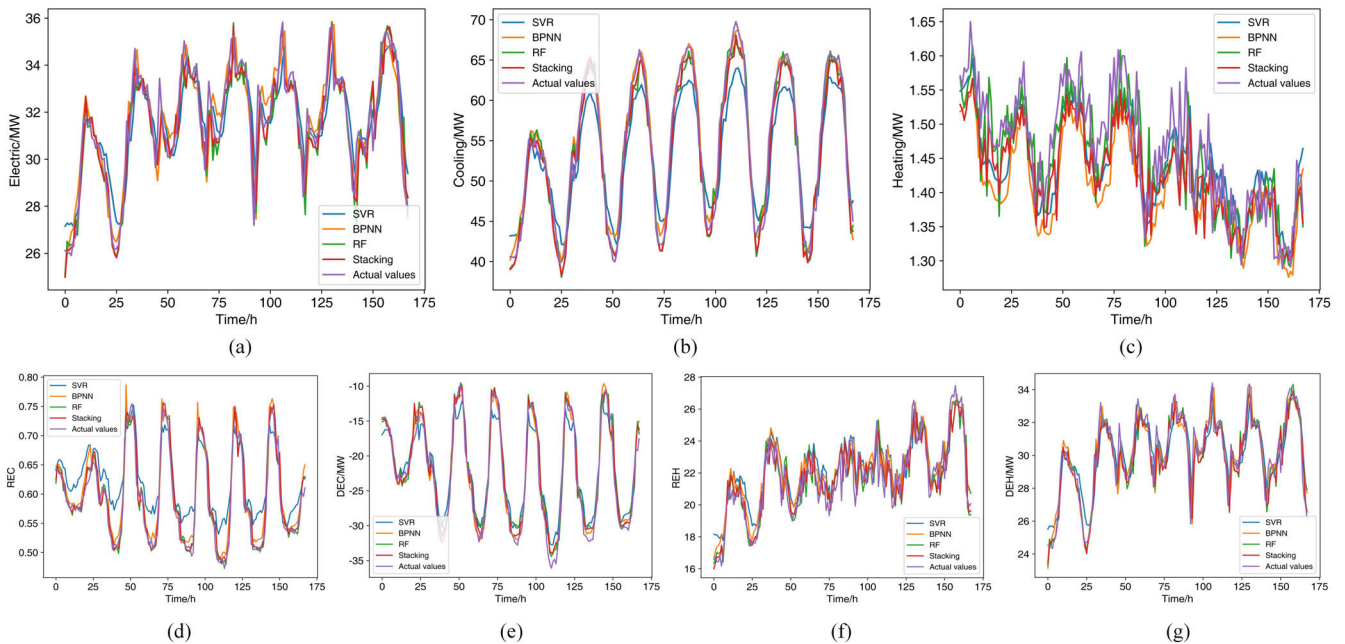 36
34
32
30
28
26
Electric/MW
SVR
BPNN
RF
Stacking
Actual values
0
25
50
75
100
125
150
175
Time/h
(a)
70
65
60
55
50
45
40
Cooling/MW
SVR
BPNN
RF
Stacking
Actual values
0
25
50
75
100
125
150
175
Time/h
(b)
1.65
1.60
1.55
1.50
1.45
1.40
1.35
1.30
Heating/MW
SVR
BPNN
RF
Stacking
Actual values
0
25
50
75
100
125
150
175
Time/h
(c)
0.80
0.75
0.70
0.65
0.60
0.55
0.50
REC
SVR
BPNN
RF
Stacking
Actual values
0
25
50
75
100
125
150
175
Time/h
(d)
-10
-15
-20
-25
-30
-35
DEC/MW
SVR
BPNN
RF
Stacking
Actual values
0
25
50
75
100
125
150
175
Time/h
(e)
28
26
24
22
20
18
16
REH
SVR
BPNN
RF
Stacking
Actual values
0
25
50
75
100
125
150
175
Time/h
(f)
34
32
30
28
26
24
DEH/MW
SVR
BPNN
RF
Stacking
Actual values
0
25
50
75
100
125
150
175
Time/h
(g)